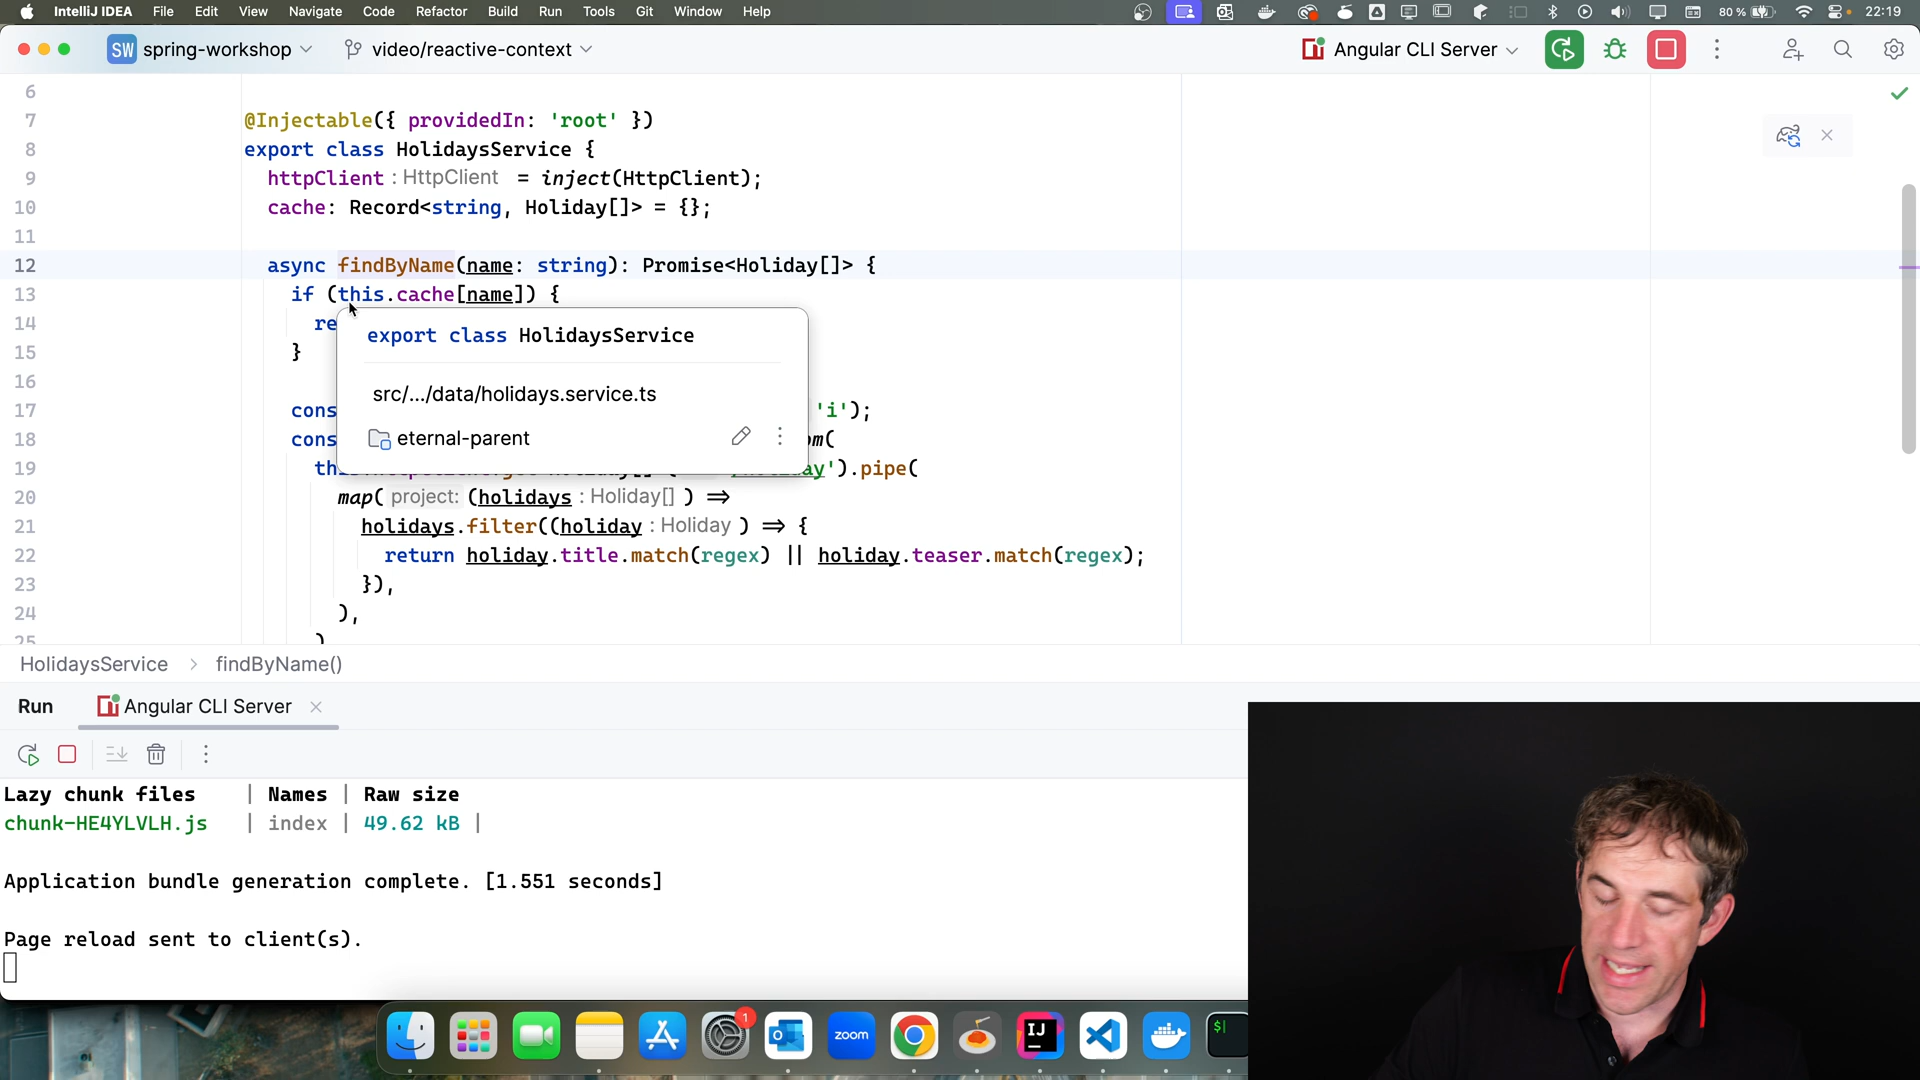 IntelliJ IDEA File Edit View Navigate Code Refactor Build Run Tools Git Window Help 80 % 22:19
SW spring-workshop video/reactive-context Angular CLI Server
6
7 @Injectable({ providedIn: 'root' })
8 export class HolidaysService {
9 httpClient : HttpClient = inject(HttpClient);
10 cache: Record<string, Holiday[]> = {};
11
12 async findByName(name: string): Promise<Holiday[]> {
13 if (this.cache[name]) {
14 re
export class HolidaysService
15 }
16
src/.../data/holidays.service.ts
17 cons 'i');
18 cons om(
eternal-parent
19 th ay').pipe(
20 map( project: (holidays : Holiday[] ) ⇒
21 holidays.filter((holiday : Holiday ) ⇒ {
22 return holiday.title.match(regex) || holiday.teaser.match(regex);
23 }),
24 ),
25 )
HolidaysService > findByName()
Run Angular CLI Server
Lazy chunk files | Names | Raw size
chunk-HE4YLVLH.js | index | 49.62 kB |
Application bundle generation complete. [1.551 seconds]
Page reload sent to client(s).
1
zoom
IJ
$